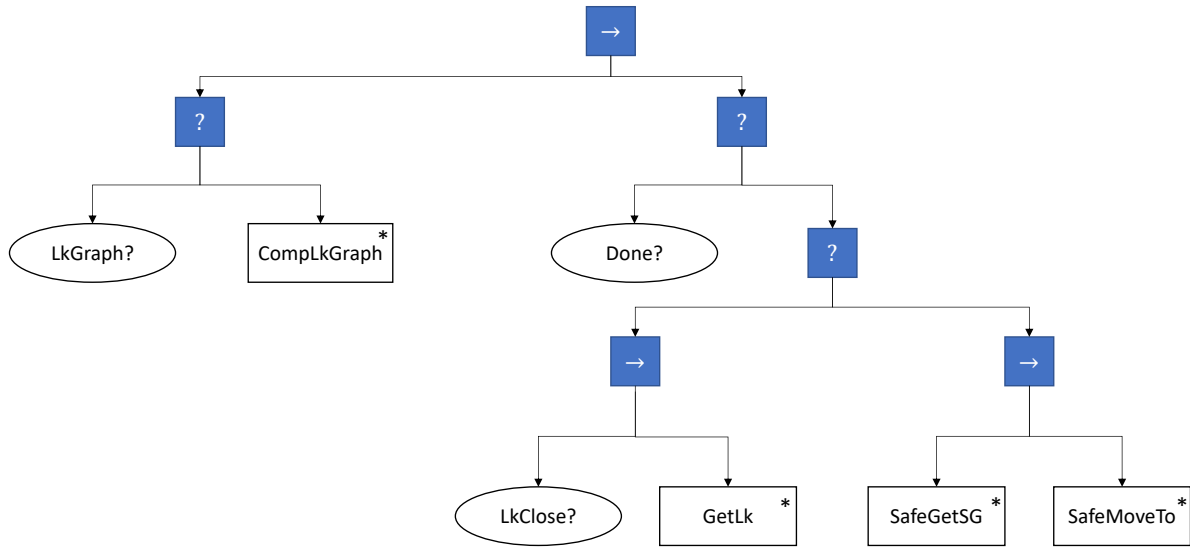 →
?
?
LkGraph?
CompLkGraph *
Done?
?
→
→
LkClose?
GetLk *
SafeGetSG *
SafeMoveTo *